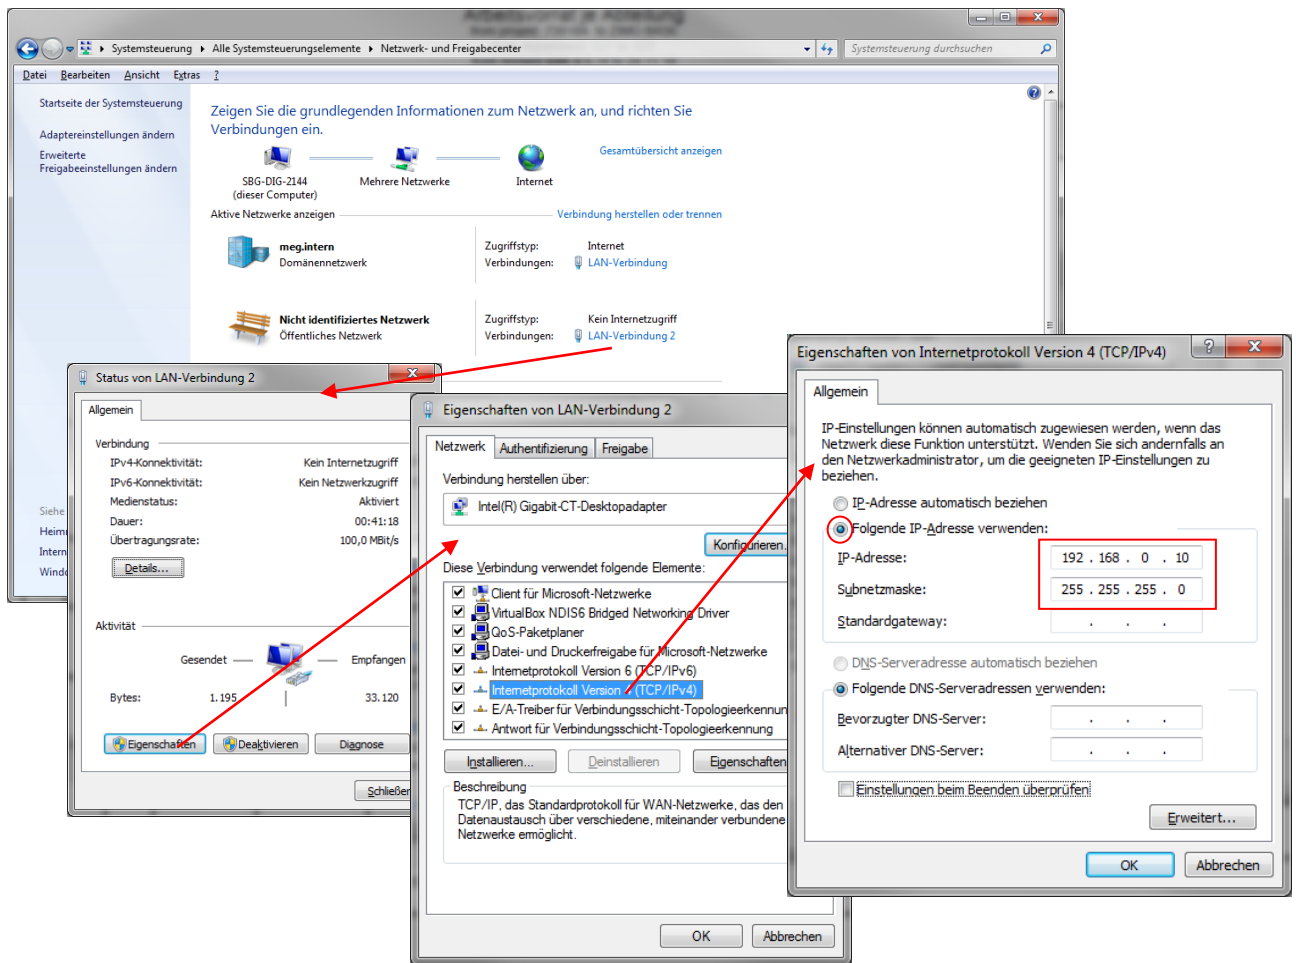 Arbeitsvorrat je Abteilung
Systemsteuerung Alle Systemsteuerungselemente Netzwerk- und Freigabecenter
Systemsteuerung durchsuchen
Datei Bearbeiten Ansicht Extras ?
Startseite der Systemsteuerung
Adaptereinstellungen ändern
Erweiterte
Freigabeeinstellungen ändern
Siehe
Heim
Intern
Zeigen Sie die grundlegenden Informationen zum Netzwerk an, und richten Sie
Verbindungen ein.
Gesamtübersicht anzeigen
SBG-DIG-2144 Mehrere Netzwerke Internet
(dieser Computer)
Aktive Netzwerke anzeigen Verbindung herstellen oder trennen
meg.intern Zugriffstyp: Internet
Domänennetzwerk Verbindungen: LAN-Verbindung
Nicht identifiziertes Netzwerk Zugriffstyp: Kein Internetzugriff
Öffentliches Netzwerk Verbindungen: LAN-Verbindung 2
Status von LAN-Verbindung 2
Allgemein
Verbindung
IPv4-Konnektivität: Kein Internetzugriff
IPv6-Konnektivität: Kein Netzwerkzugriff
Medienstatus: Aktiviert
Dauer: 00:41:18
Übertragungsrate: 100,0 MBit/s
Details...
Aktivität
Gesendet Empfangen
Bytes: 1.195 33.120
Eigenschaften Deaktivieren Diagnose
Schließen
Eigenschaften von LAN-Verbindung 2
Netzwerk Authentifizierung Freigabe
Verbindung herstellen über:
Intel(R) Gigabit-CT-Desktopadapter
Konfigurieren...
Diese Verbindung verwendet folgende Elemente:
Client für Microsoft-Netzwerke
VirtualBox NDIS6 Bridged Networking Driver
QoS-Paketplaner
Datei- und Druckerfreigabe für Microsoft-Netzwerke
Internetprotokoll Version 6 (TCP/IPv6)
Internetprotokoll Version 4 (TCP/IPv4)
E/A-Treiber für Verbindungsschicht-Topologieerkennun
Antwort für Verbindungsschicht-Topologieerkennung
Installieren... Deinstallieren Eigenschaften
Beschreibung
TCP/IP, das Standardprotokoll für WAN-Netzwerke, das den
Datenaustausch über verschiedene, miteinander verbundene
Netzwerke ermöglicht.
OK Abbrechen
Eigenschaften von Internetprotokoll Version 4 (TCP/IPv4)
Allgemein
IP-Einstellungen können automatisch zugewiesen werden, wenn das
Netzwerk diese Funktion unterstützt. Wenden Sie sich andernfalls an
den Netzwerkadministrator, um die geeigneten IP-Einstellungen zu
beziehen.
IP-Adresse automatisch beziehen
Folgende IP-Adresse verwenden:
IP-Adresse: 192 . 168 . 0 . 10
Subnetzmaske: 255 . 255 . 255 . 0
Standardgateway: . . .
DNS-Serveradresse automatisch beziehen
Folgende DNS-Serveradressen verwenden:
Bevorzugter DNS-Server: . . .
Alternativer DNS-Server: . . .
Einstellungen beim Beenden überprüfen
Erweitert...
OK Abbrechen